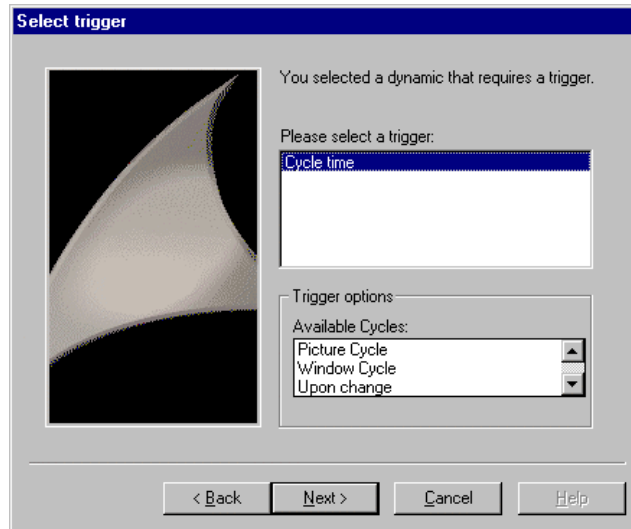 Select trigger
You selected a dynamic that requires a trigger.
Please select a trigger:
Cycle time
Trigger options
Available Cycles:
Picture Cycle
Window Cycle
Upon change
< Back
Next >
Cancel
Help